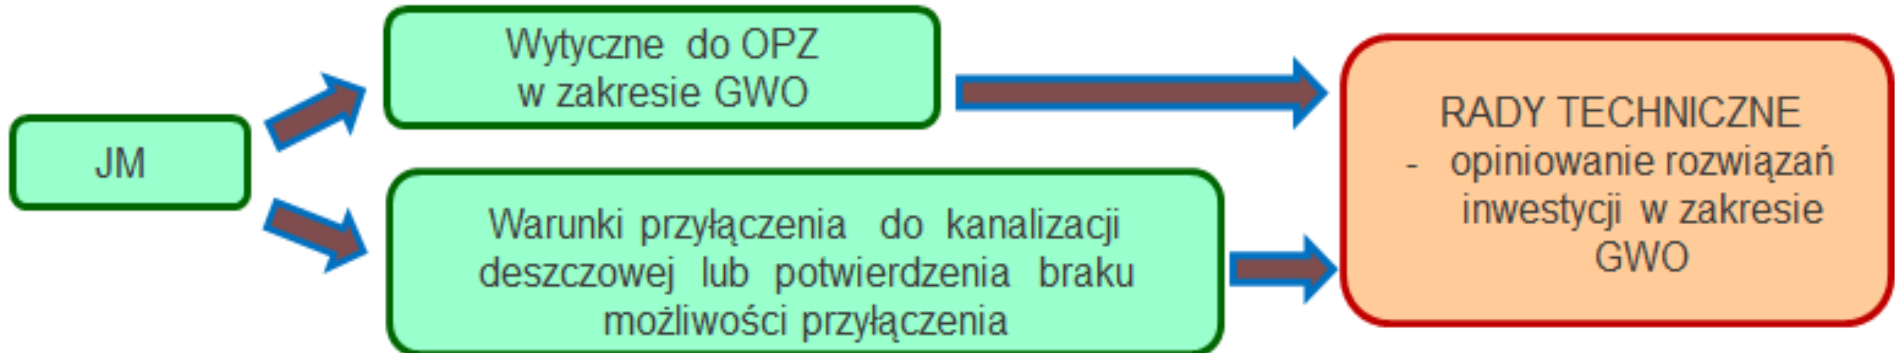 JM
Wytyczne do OPZ
w zakresie GWO
Warunki przyłączenia do kanalizacji
deszczowej lub potwierdzenia braku
możliwości przyłączenia
RADY TECHNICZNE
- opiniowanie rozwiązań
inwestycji w zakresie
GWO